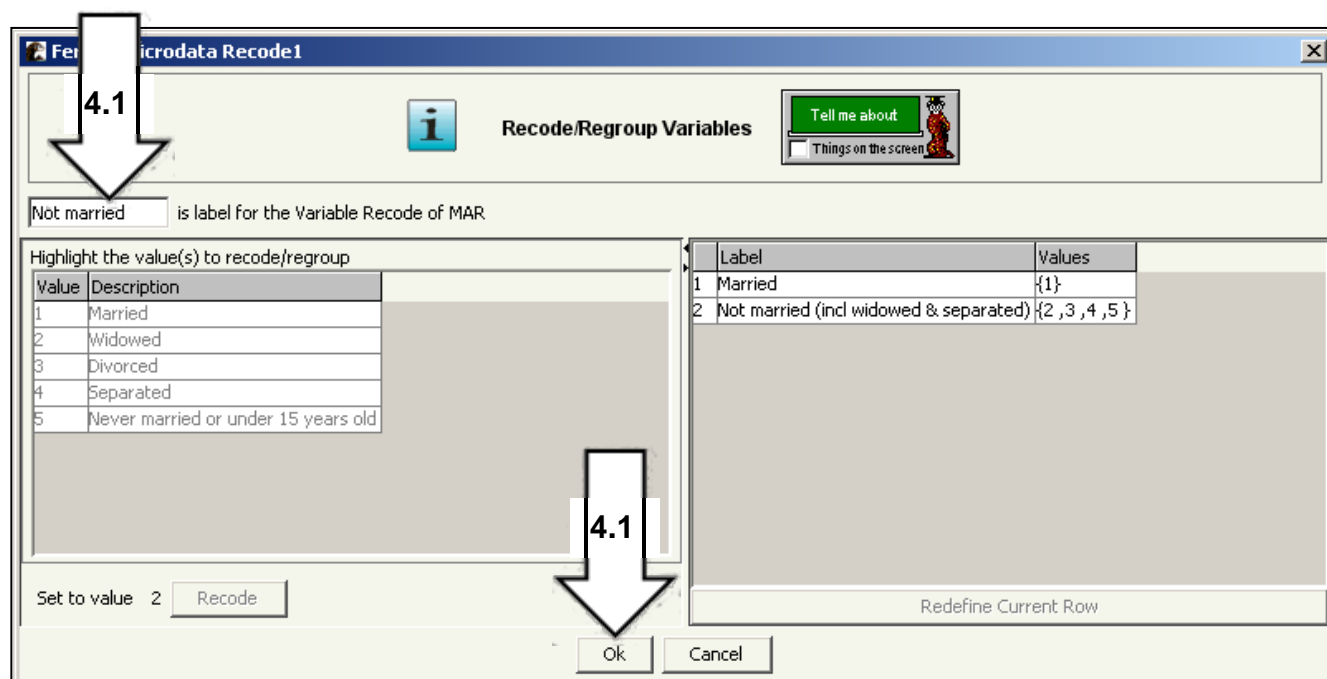 Fer icrodata Recode1
4.1
Recode/Regroup Variables
Tell me about
Things on the screen
Not married is label for the Variable Recode of MAR
Highlight the value(s) to recode/regroup
Value Description
1 Married
2 Widowed
3 Divorced
4 Separated
5 Never married or under 15 years old
Label Values
1 Married {1}
2 Not married (incl widowed & separated) {2 ,3 ,4 ,5 }
4.1
Set to value 2 Recode
Redefine Current Row
Ok Cancel